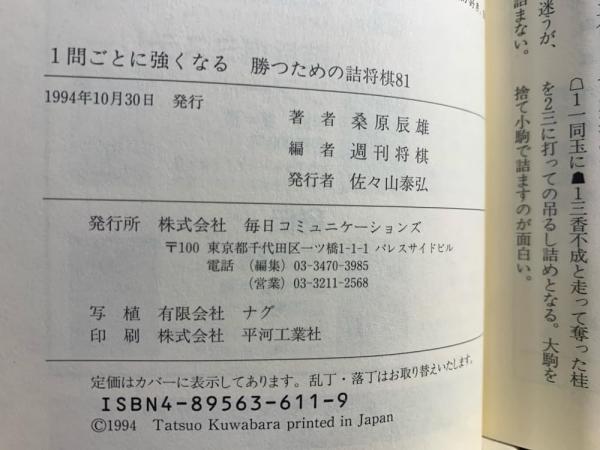 1問ごとに強くなる　勝つための詰将棋81
1994年10月30日　発行
著者　桑原辰雄
編者　週刊将棋
発行者　佐々山泰弘
発行所　株式会社　毎日コミュニケーションズ
〒100　東京都千代田区一ツ橋1-1-1 パレスサイドビル
電話　(編集) 03-3470-3985
(営業) 03-3211-2568
写植　有限会社　ナグ
印刷　株式会社　平河工業社
定価はカバーに表示してあります。乱丁・落丁はお取り替えいたします。
ISBN4-89563-611-9
©1994　Tatsuo Kuwabara printed in Japan
☖1一同玉に☗1三香不成と走って奪った桂
を2三に打っての吊るし詰めとなる。大駒を
捨て小駒で詰ますのが面白い。
迷うが、
詰まない。